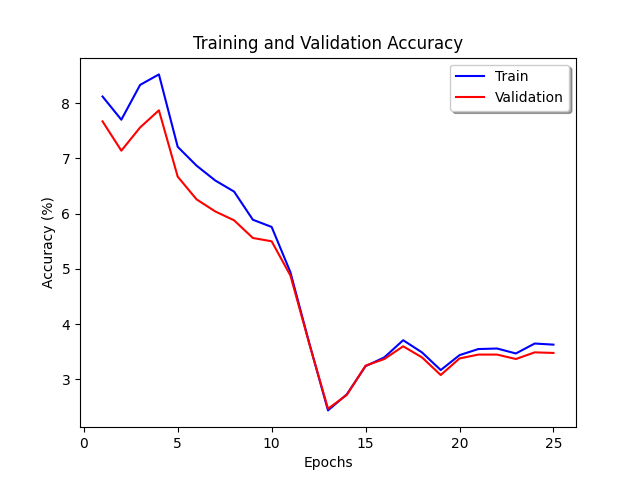 Training and Validation Accuracy
Train
Validation
Accuracy (%)
8
7
6
5
4
3
0 5 10 15 20 25
Epochs